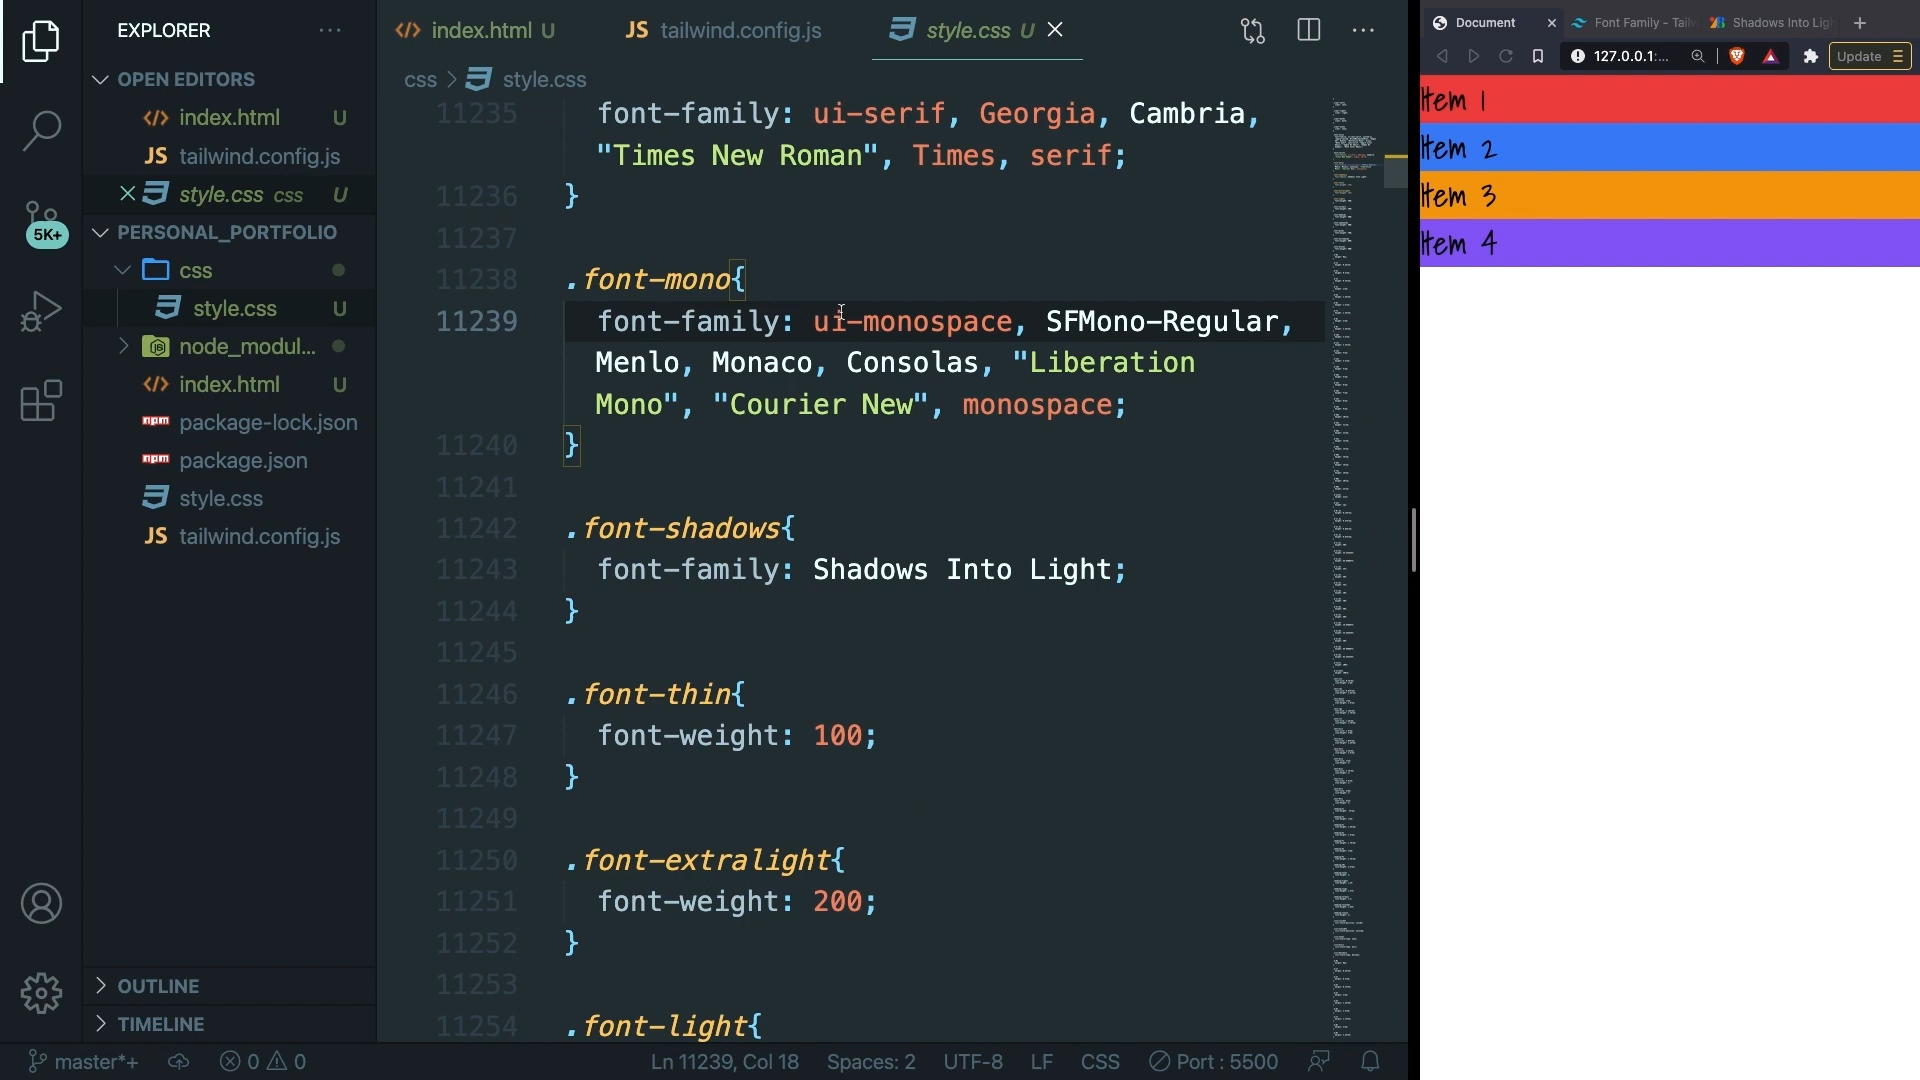 EXPLORER
OPEN EDITORS
index.html U
JS tailwind.config.js
style.css css U
PERSONAL_PORTFOLIO
css
style.css U
node_modul...
index.html U
npm package-lock.json
npm package.json
style.css
JS tailwind.config.js
OUTLINE
TIMELINE
5K+
index.html U
JS tailwind.config.js
style.css U
css
style.css
11235 font-family: ui-serif, Georgia, Cambria,
"Times New Roman", Times, serif;
11236 }
11237
11238 .font-mono{
11239 font-family: ui-monospace, SFMono-Regular,
Menlo, Monaco, Consolas, "Liberation
Mono", "Courier New", monospace;
11240 }
11241
11242 .font-shadows{
11243 font-family: Shadows Into Light;
11244 }
11245
11246 .font-thin{
11247 font-weight: 100;
11248 }
11249
11250 .font-extralight{
11251 font-weight: 200;
11252 }
11253
11254 .font-light{
master*+ 0 0 Ln 11239, Col 18 Spaces: 2 UTF-8 LF CSS Port : 5500
Document Font Family - Tailw Shadows Into Ligh
127.0.0.1:... Update
Item 1
Item 2
Item 3
Item 4